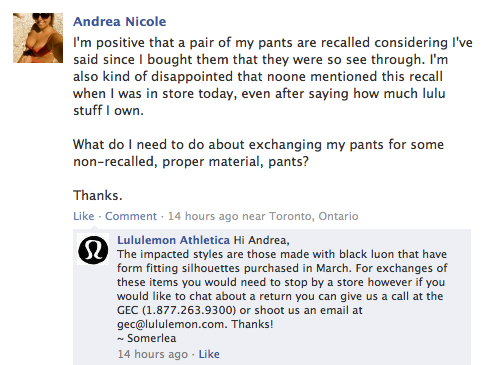 Andrea Nicole
I'm positive that a pair of my pants are recalled considering I've
said since I bought them that they were so see through. I'm
also kind of disappointed that noone mentioned this recall
when I was in store today, even after saying how much lulu
stuff I own.
What do I need to do about exchanging my pants for some
non-recalled, proper material, pants?
Thanks.
Like · Comment · 14 hours ago near Toronto, Ontario
Lululemon Athletica Hi Andrea,
The impacted styles are those made with black luon that have
form fitting silhouettes purchased in March. For exchanges of
these items you would need to stop by a store however if you
would like to chat about a return you can give us a call at the
GEC (1.877.263.9300) or shoot us an email at
gec@lululemon.com. Thanks!
~ Somerlea
14 hours ago · Like